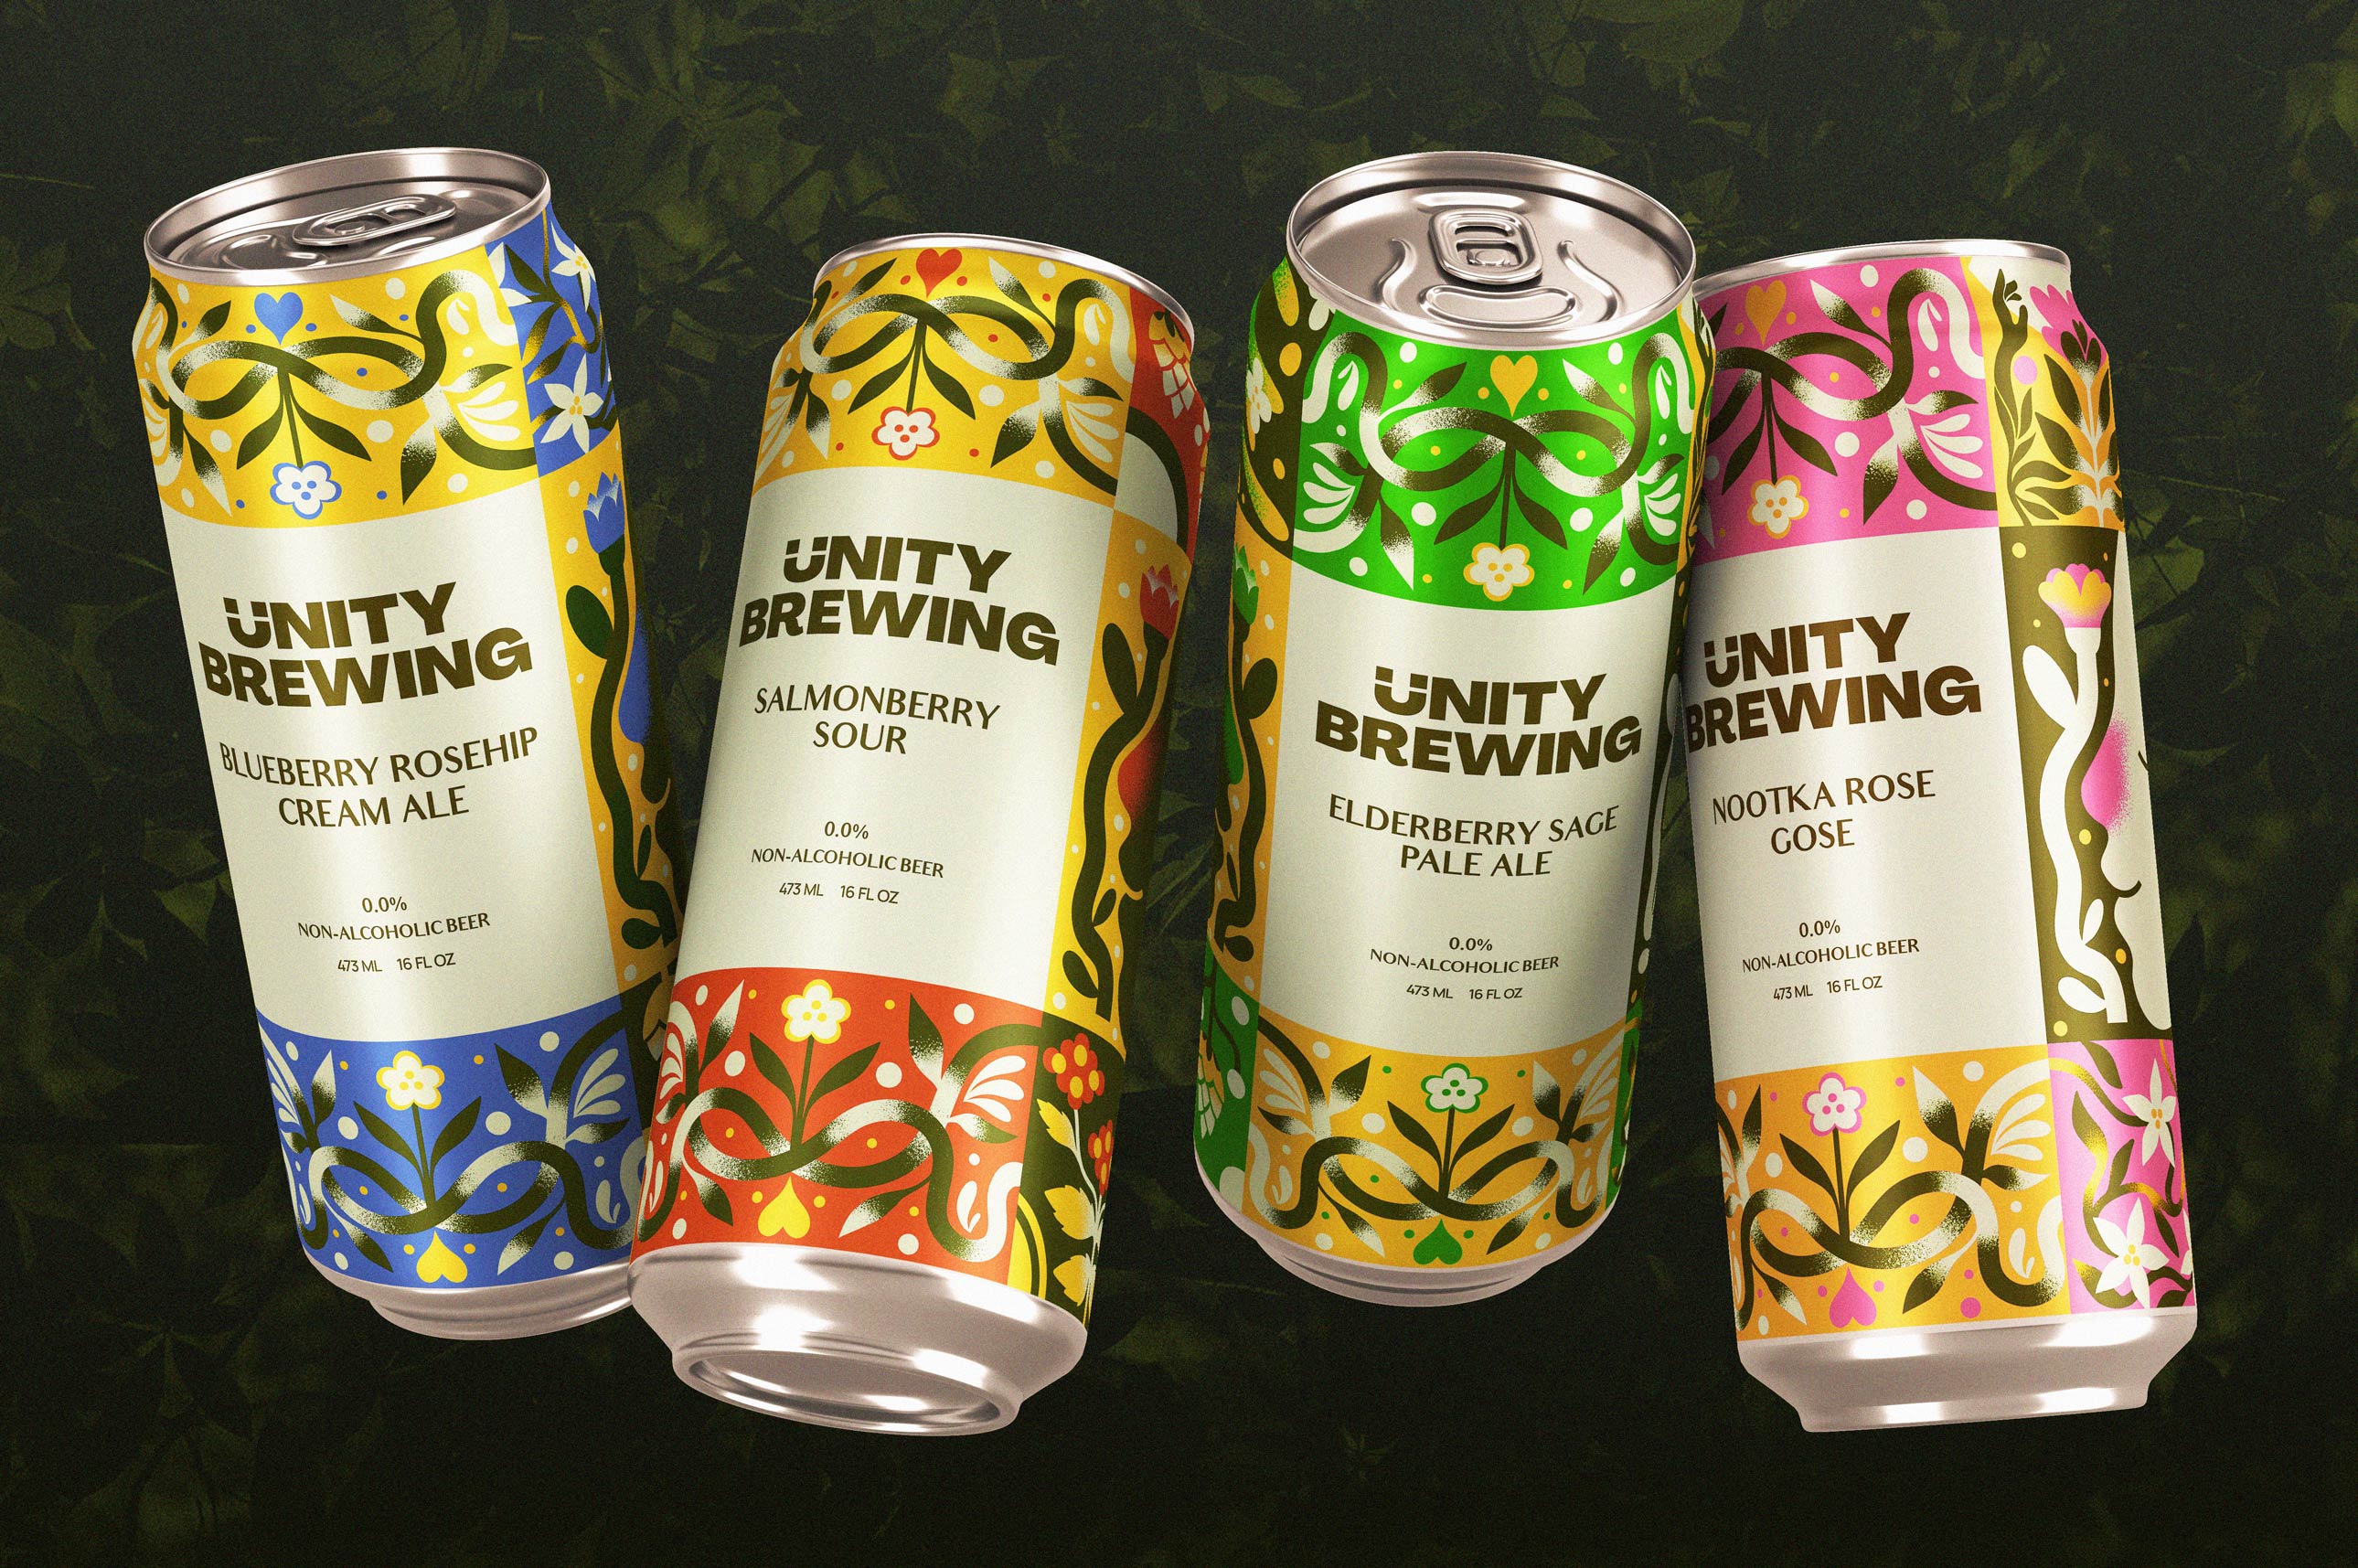 UNITY
BREWING
BLUEBERRY ROSEHIP
CREAM ALE
0.0%
NON-ALCOHOLIC BEER
473 ML 16 FL OZ
UNITY
BREWING
SALMONBERRY
SOUR
0.0%
NON-ALCOHOLIC BEER
473 ML 16 FL OZ
UNITY
BREWING
ELDERBERRY SAGE
PALE ALE
0.0%
NON-ALCOHOLIC BEER
473 ML 16 FL OZ
UNITY
BREWING
NOOTKA ROSE
GOSE
0.0%
NON-ALCOHOLIC BEER
473 ML 16 FL OZ